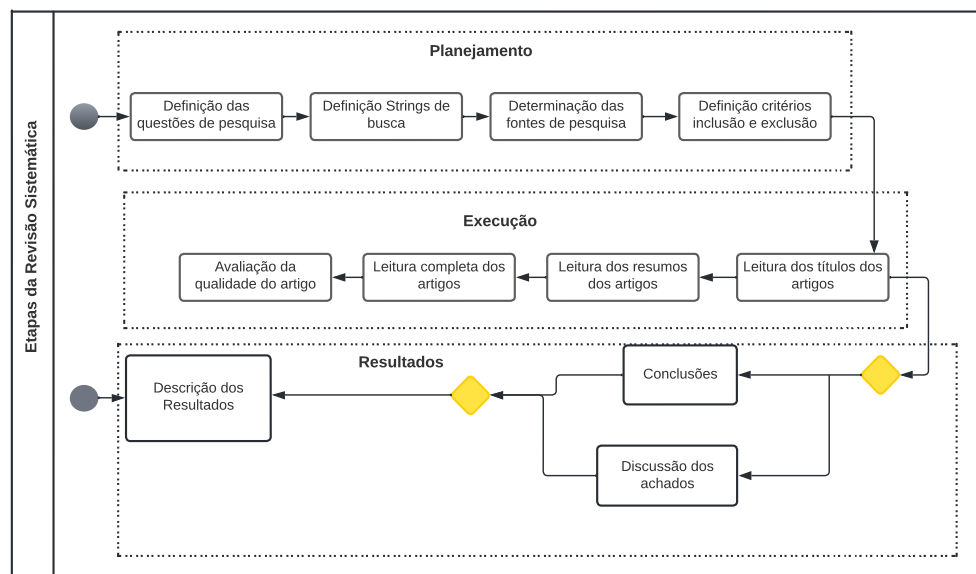 Etapas da Revisão Sistemática
Planejamento
Definição das
questões de pesquisa
Definição Strings de
busca
Determinação das
fontes de pesquisa
Definição critérios
inclusão e exclusão
Execução
Avaliação da
qualidade do artigo
Leitura completa dos
artigos
Leitura dos resumos
dos artigos
Leitura dos títulos dos
artigos
Resultados
Descrição dos
Resultados
Conclusões
Discussão dos
achados